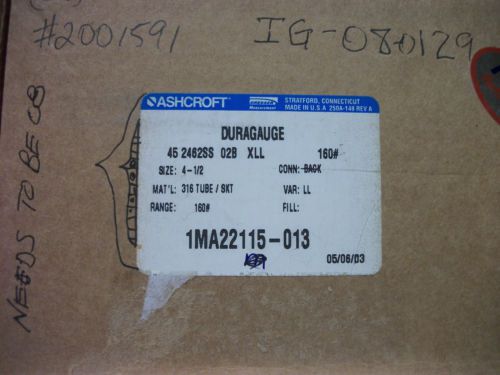 #2001591
IG-080129
NEEDS TO BE OB
ASHCROFT
STRATFORD, CONNECTICUT
MADE IN U.S.A 250A-148 REV A
DURAGAUGE
45 2462SS 02B XLL 160#
SIZE: 4-1/2 CONN: BACK
MAT'L: 316 TUBE / SKT VAR: LL
RANGE: 160# FILL:
1MA22115-013
05/06/03